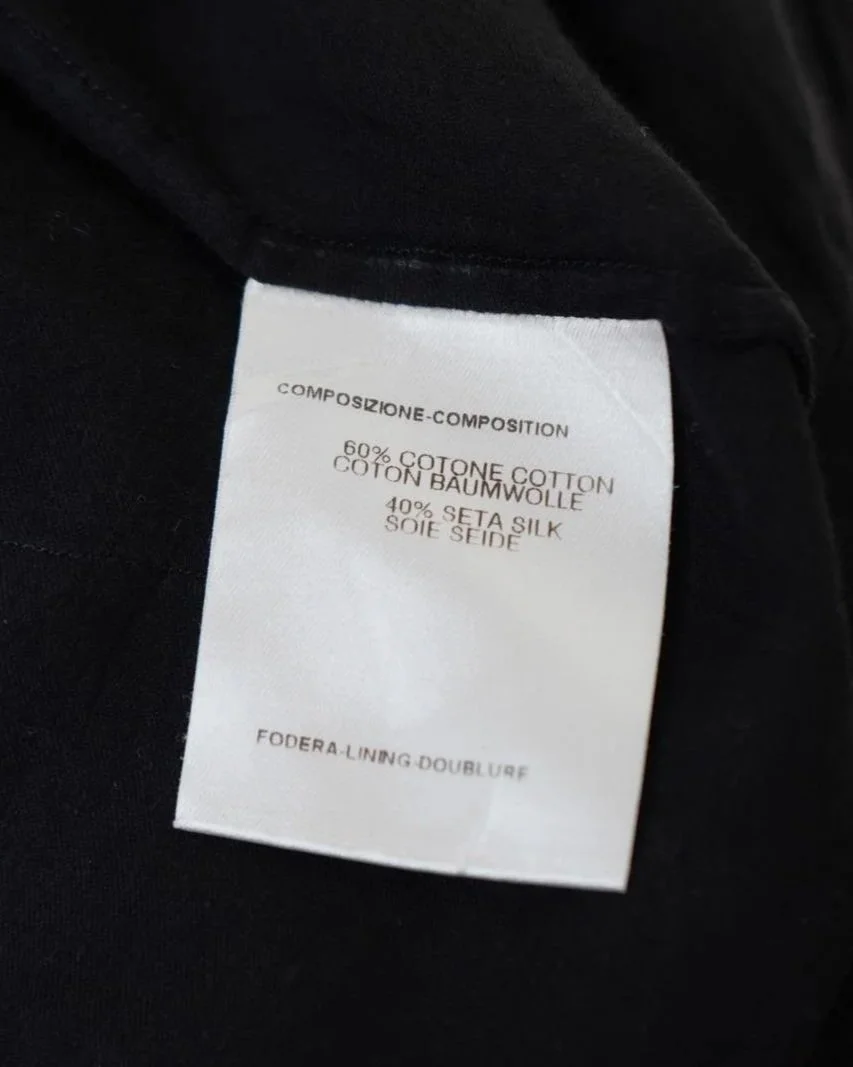 COMPOSIZIONE-COMPOSITION
60% COTONE COTTON
COTON BAUMWOLLE
40% SETA SILK
SOIE SEIDE
FODERA-LINING-DOUBLURE